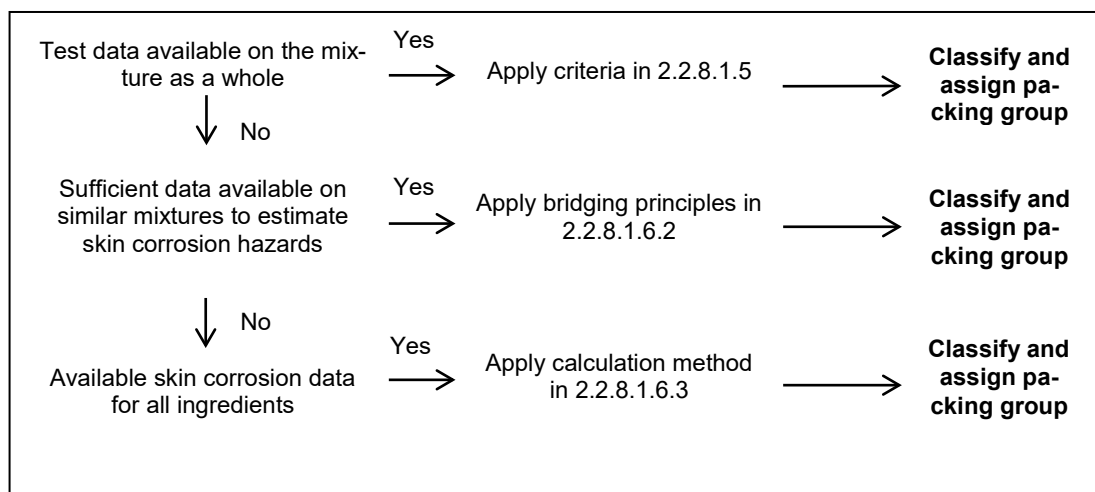 Test data available on the mix-
ture as a whole
Yes
Apply criteria in 2.2.8.1.5
Classify and
assign pa-
cking group
No
Sufficient data available on
similar mixtures to estimate
skin corrosion hazards
Yes
Apply bridging principles in
2.2.8.1.6.2
Classify and
assign pa-
cking group
No
Available skin corrosion data
for all ingredients
Yes
Apply calculation method
in 2.2.8.1.6.3
Classify and
assign pa-
cking group